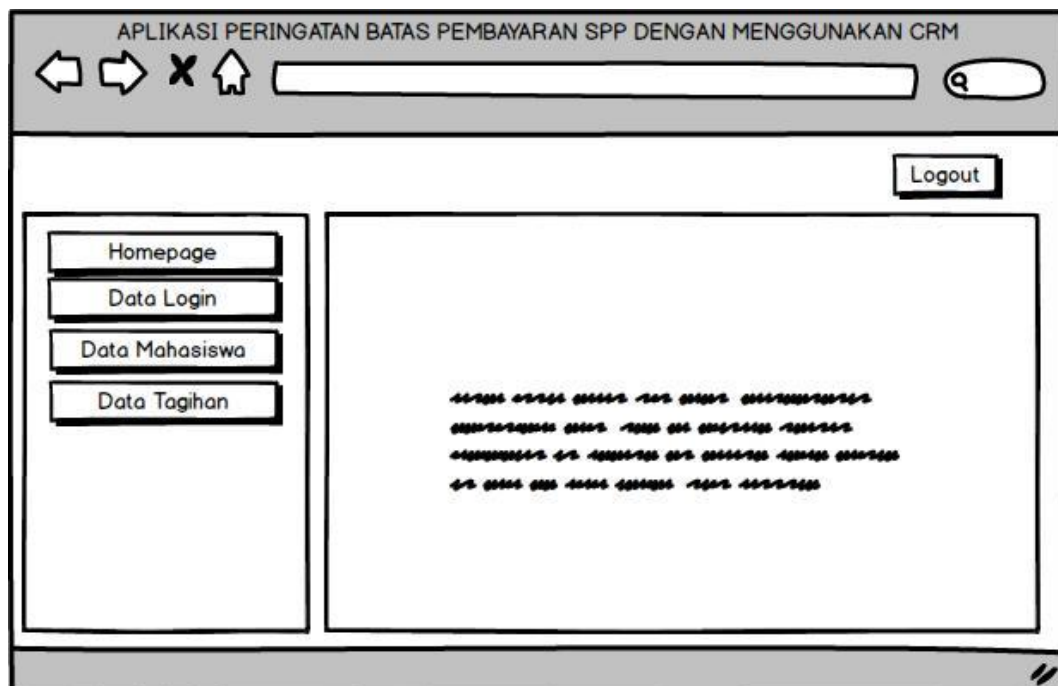 APLIKASI PERINGATAN BATAS PEMBAYARAN SPP DENGAN MENGGUNAKAN CRM
Logout
Homepage
Data Login
Data Mahasiswa
Data Tagihan